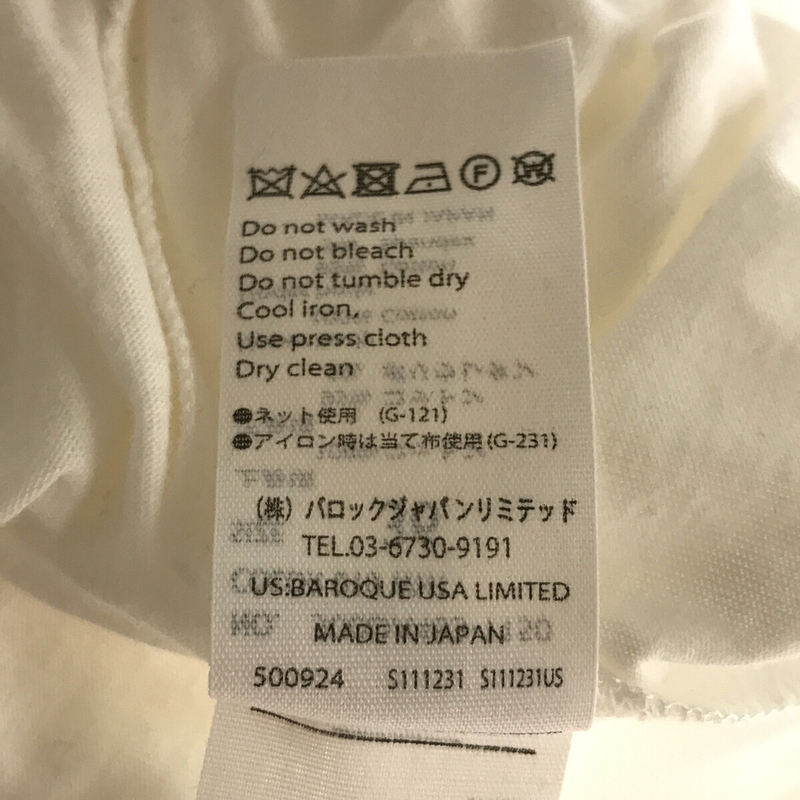 F W
Do not wash
Do not bleach
Do not tumble dry
Cool iron,
Use press cloth
Dry clean
●ネット使用 (G-121)
●アイロン時は当て布使用(G-231)
(株) バロックジャパンリミテッド
TEL.03-6730-9191
US:BAROQUE USA LIMITED
MADE IN JAPAN
500924 S111231 S111231US